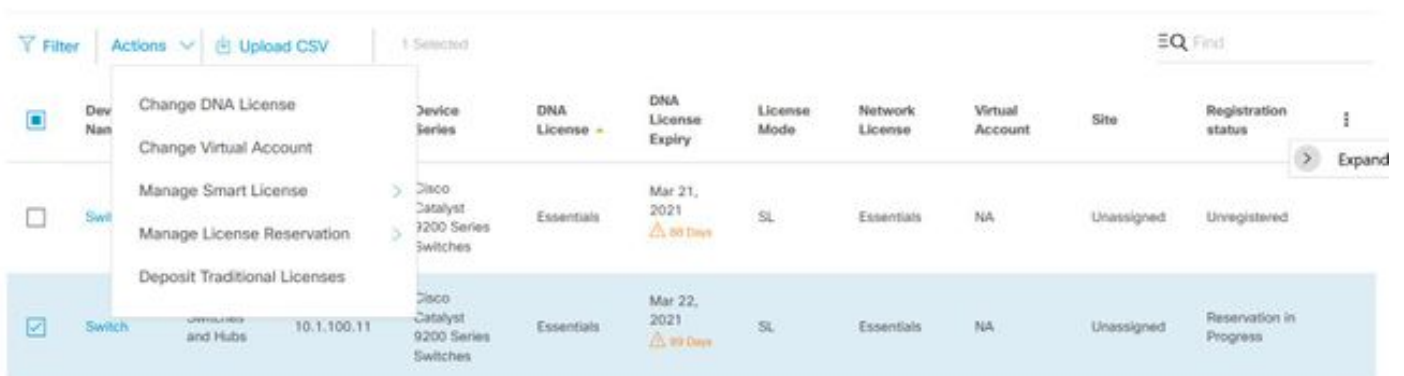 Filter
Actions
Upload CSV
1 Selected
Find
Change DNA License
Change Virtual Account
Manage Smart License
Manage License Reservation
Deposit Traditional Licenses
Dev
Nan
Device
Series
DNA
License
DNA
License
Expiry
License
Mode
Network
License
Virtual
Account
Site
Registration
status
Expand
Swit
Cisco
Catalyst
9200 Series
Switches
Essentials
Mar 21,
2021
88 Days
SL
Essentials
NA
Unassigned
Unregistered
Switch
Switches
and Hubs
10.1.100.11
Cisco
Catalyst
9200 Series
Switches
Essentials
Mar 22,
2021
89 Days
SL
Essentials
NA
Unassigned
Reservation in
Progress